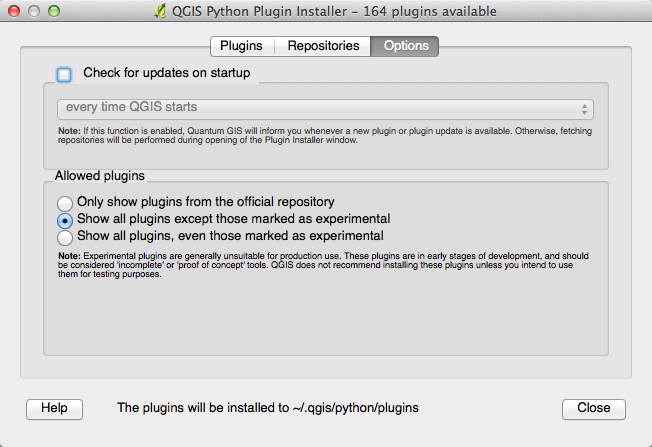 QGIS Python Plugin Installer - 164 plugins available
Plugins Repositories Options
Check for updates on startup
every time QGIS starts
Note: If this function is enabled, Quantum GIS will inform you whenever a new plugin or plugin update is available. Otherwise, fetching
repositories will be performed during opening of the Plugin Installer window.
Allowed plugins
Only show plugins from the official repository
Show all plugins except those marked as experimental
Show all plugins, even those marked as experimental
Note: Experimental plugins are generally unsuitable for production use. These plugins are in early stages of development, and should
be considered 'incomplete' or 'proof of concept' tools. QGIS does not recommend installing these plugins unless you intend to use
them for testing purposes.
Help The plugins will be installed to ~/.qgis/python/plugins Close